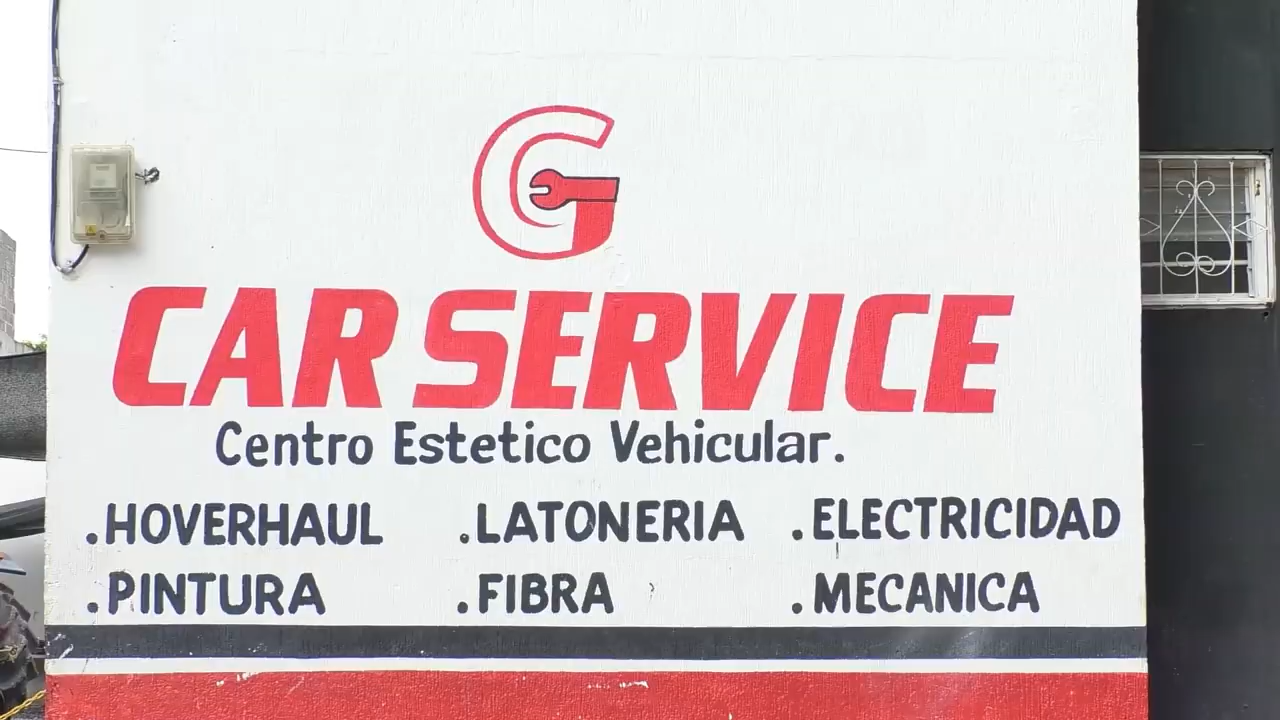 G
CAR SERVICE
Centro Estetico Vehicular.
.HOVERHAUL .LATONERIA .ELECTRICIDAD
.PINTURA .FIBRA .MECANICA